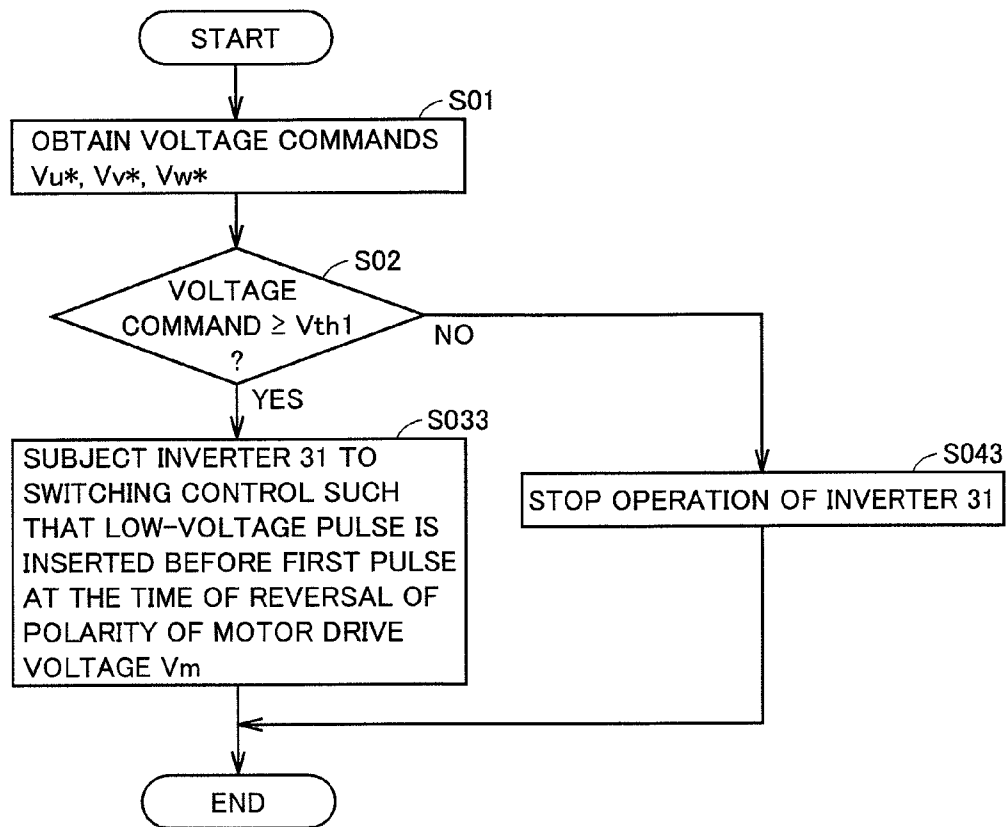 START
S01
OBTAIN VOLTAGE COMMANDS
Vu*, Vv*, Vw*
S02
VOLTAGE
COMMAND ≥ Vth1
?
NO
YES
S033
SUBJECT INVERTER 31 TO
SWITCHING CONTROL SUCH
THAT LOW-VOLTAGE PULSE IS
INSERTED BEFORE FIRST PULSE
AT THE TIME OF REVERSAL OF
POLARITY OF MOTOR DRIVE
VOLTAGE Vm
S043
STOP OPERATION OF INVERTER 31
END